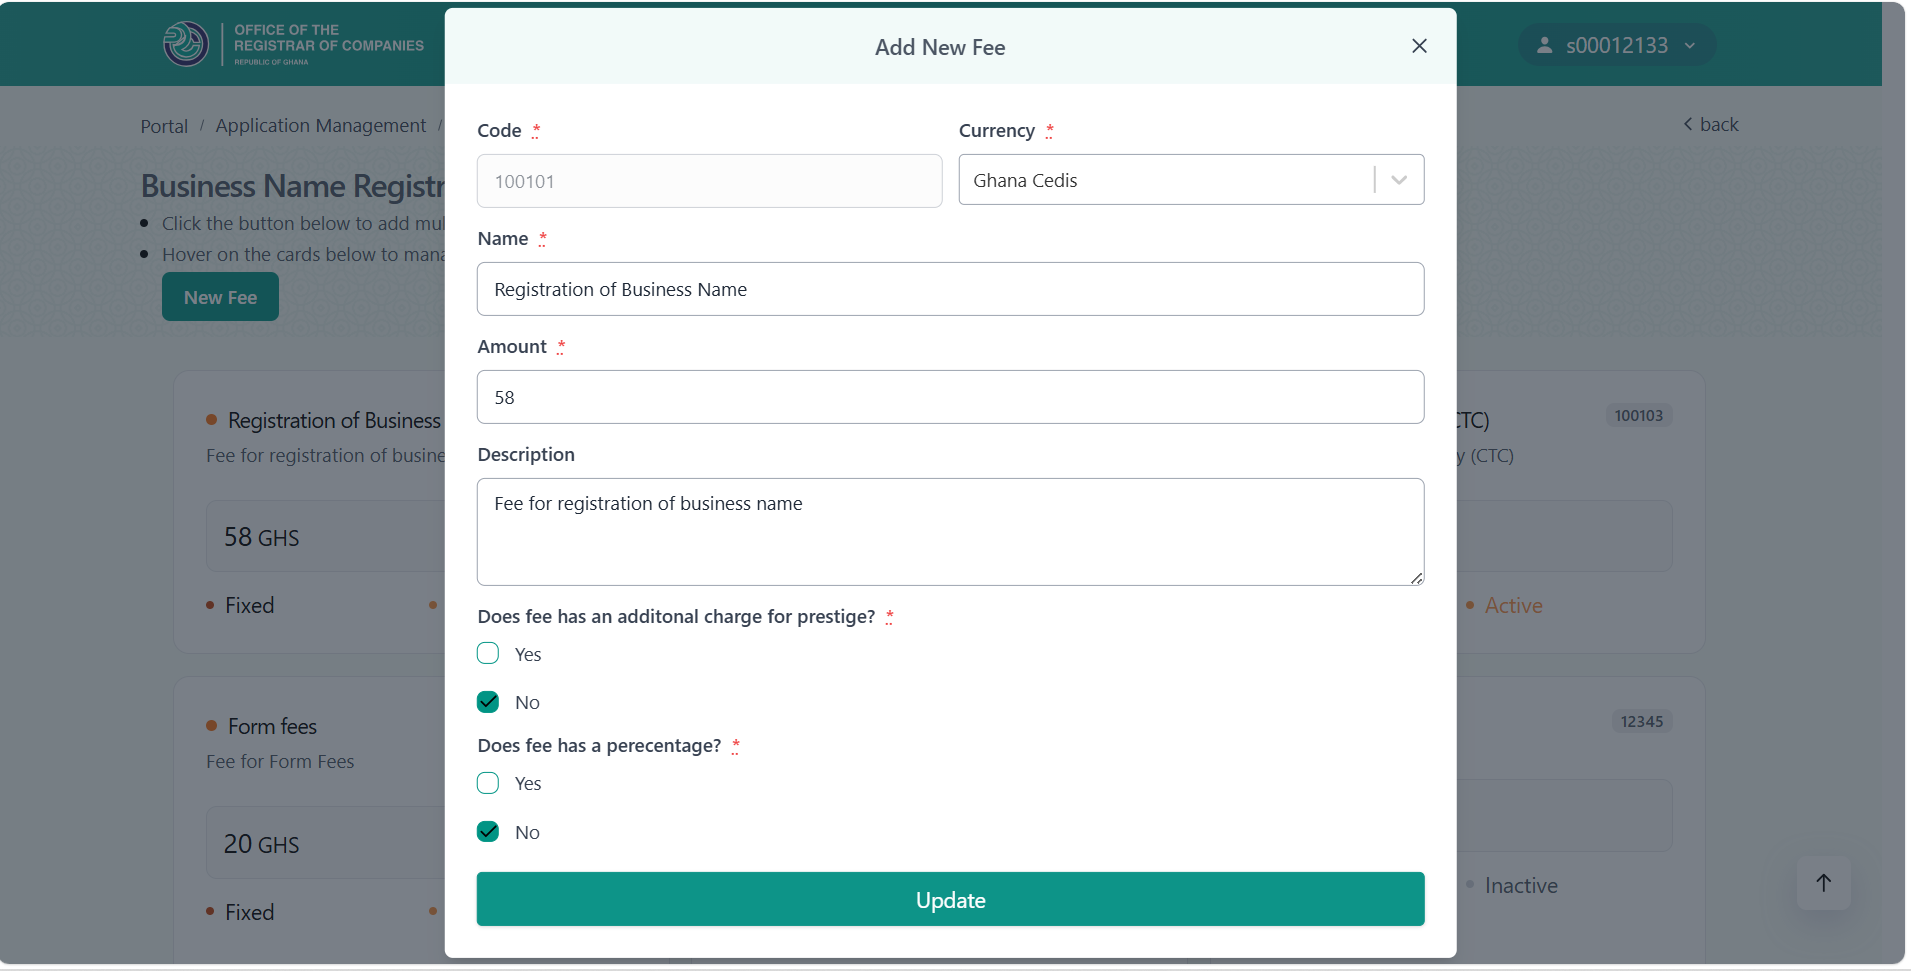 OFFICE OF THE
REGISTRAR OF COMPANIES
REPUBLIC OF GHANA
s00012133
Portal / Application Management /
back
Business Name Registr
Click the button below to add mul
Hover on the cards below to mana
New Fee
Registration of Business
Fee for registration of busine
58 GHS
Fixed
Form fees
Fee for Form Fees
20 GHS
Fixed
Add New Fee
Code *
100101
Currency *
Ghana Cedis
Name *
Registration of Business Name
Amount *
58
Description
Fee for registration of business name
Does fee has an additonal charge for prestige? *
Yes
No
Does fee has a perecentage? *
Yes
No
Update
CTC)
100103
y (CTC)
Active
12345
Inactive